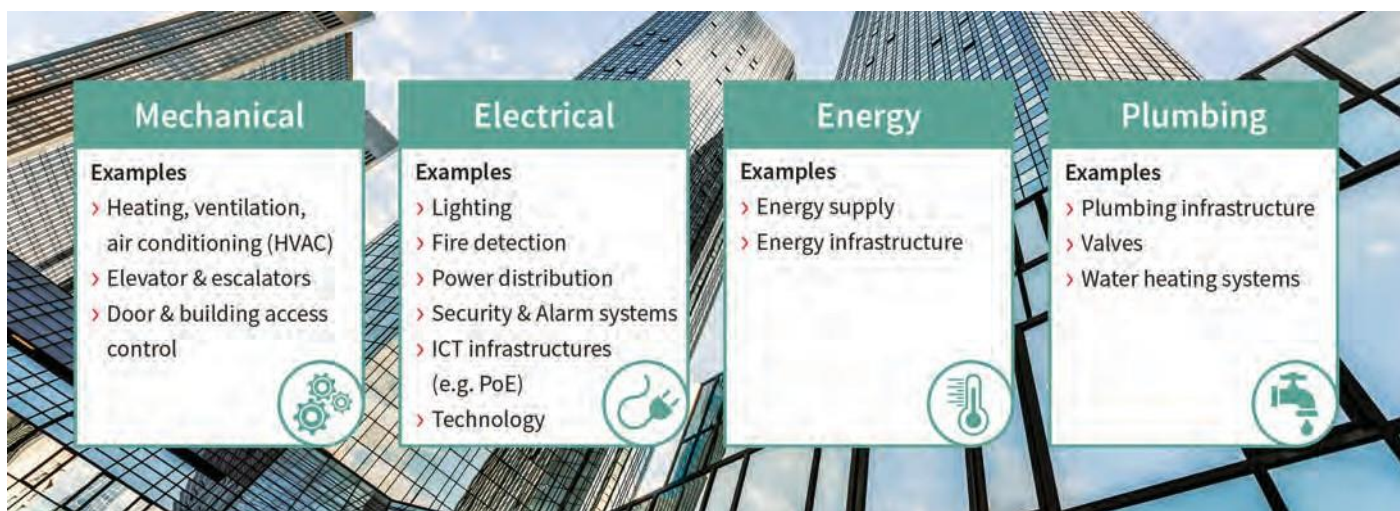 Mechanical
Examples
› Heating, ventilation,
air conditioning (HVAC)
› Elevator & escalators
› Door & building access
control
Electrical
Examples
› Lighting
› Fire detection
› Power distribution
› Security & Alarm systems
› ICT infrastructures
(e.g. PoE)
› Technology
Energy
Examples
› Energy supply
› Energy infrastructure
Plumbing
Examples
› Plumbing infrastructure
› Valves
› Water heating systems